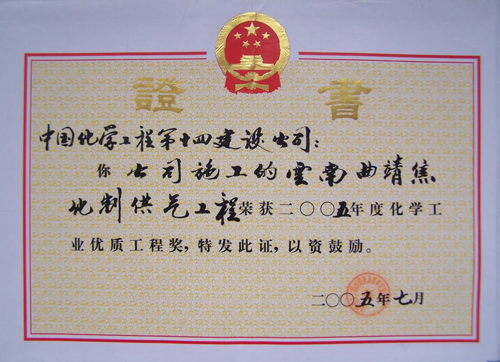 證書
中国化学工程第十四建设公司：
你公司施工的雲南曲靖焦
化制供气工程荣获二〇〇五年度化学工
业优质工程奖，特发此证，以资鼓励。
二〇〇五年七月